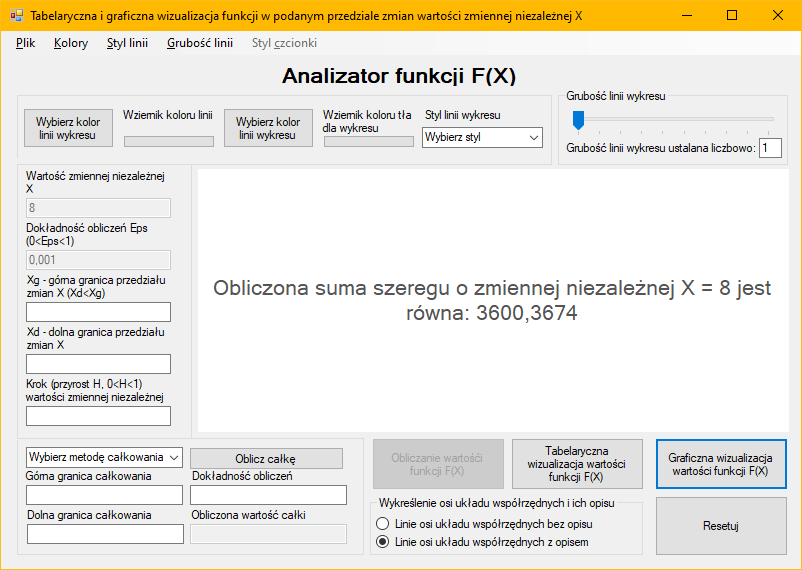 Tabelaryczna i graficzna wizualizacja funkcji w podanym przedziale zmian wartości zmiennej niezależnej X
Plik Kolory Styl linii Grubość linii Styl czcionki
Analizator funkcji F(X)
Wybierz kolor
linii wykresu
Wziernik koloru linii
Wybierz kolor
linii wykresu
Wziernik koloru tła
dla wykresu
Styl linii wykresu
Wybierz styl
Grubość linii wykresu
Grubość linii wykresu ustalana liczbowo: 1
Wartość zmiennej niezależnej
X
8
Dokładność obliczeń Eps
(0<Eps<1)
0,001
Xg - góma granica przedziału
zmian X (Xd<Xg)
Xd - dolna granica przedziału
zmian X
Krok (przyrost H, 0<H<1)
wartości zmiennej niezależnej
Obliczona suma szeregu o zmiennej niezależnej X = 8 jest
równa: 3600,3674
Wybierz metodę całkowania
Oblicz całkę
Góma granica całkowania
Dokładność obliczeń
Dolna granica całkowania
Obliczona wartość całki
Obliczanie wartośći
funkcji F(X)
Tabelaryczna
wizualizacja wartości
funkcji F(X)
Graficzna wizualizacja
wartości funkcji F(X)
Wykreślenie osi układu współrzędnych i ich opisu
Linie osi układu współrzędnych bez opisu
Linie osi układu współrzędnych z opisem
Resetuj